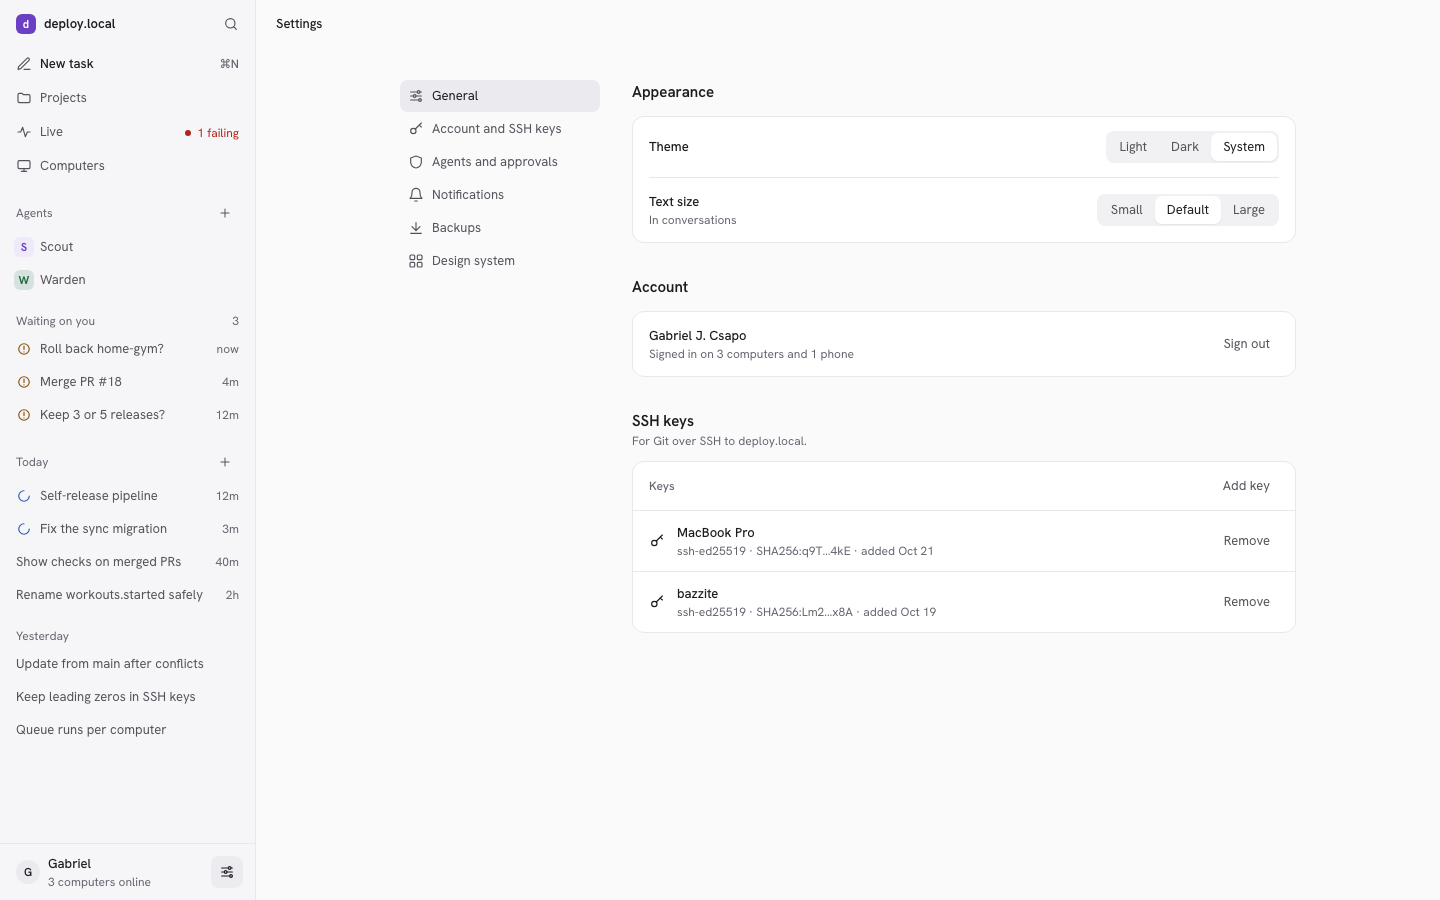 d deploy.local
Settings
New task ⌘N
Projects
Live 1 failing
Computers
Agents
S Scout
W Warden
Waiting on you 3
Roll back home-gym? now
Merge PR #18 4m
Keep 3 or 5 releases? 12m
Today
Self-release pipeline 12m
Fix the sync migration 3m
Show checks on merged PRs 40m
Rename workouts.started safely 2h
Yesterday
Update from main after conflicts
Keep leading zeros in SSH keys
Queue runs per computer
G Gabriel
3 computers online
General
Account and SSH keys
Agents and approvals
Notifications
Backups
Design system
Appearance
Theme Light Dark System
Text size
In conversations
Small Default Large
Account
Gabriel J. Csapo
Signed in on 3 computers and 1 phone
Sign out
SSH keys
For Git over SSH to deploy.local.
Keys Add key
MacBook Pro
ssh-ed25519 · SHA256:q9T…4kE · added Oct 21
Remove
bazzite
ssh-ed25519 · SHA256:Lm2…x8A · added Oct 19
Remove